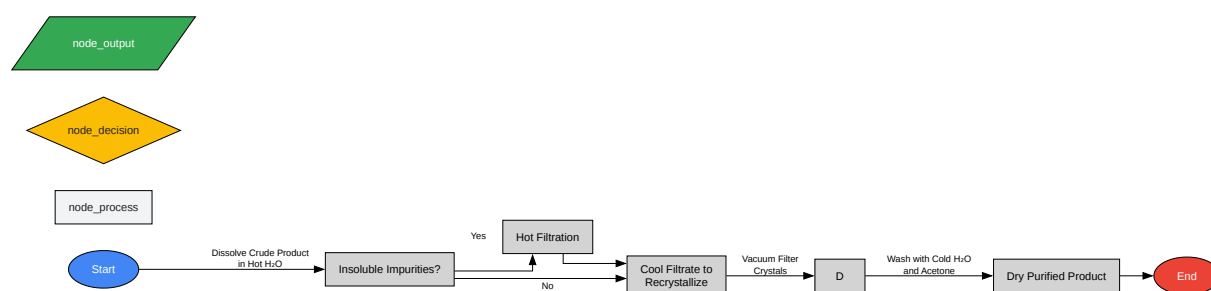 node_output
node_decision
node_process
Start
Dissolve Crude Product
in Hot H₂O
Insoluble Impurities?
Yes
Hot Filtration
No
Cool Filtrate to
Recrystallize
Vacuum Filter
Crystals
D
Wash with Cold H₂O
and Acetone
Dry Purified Product
End